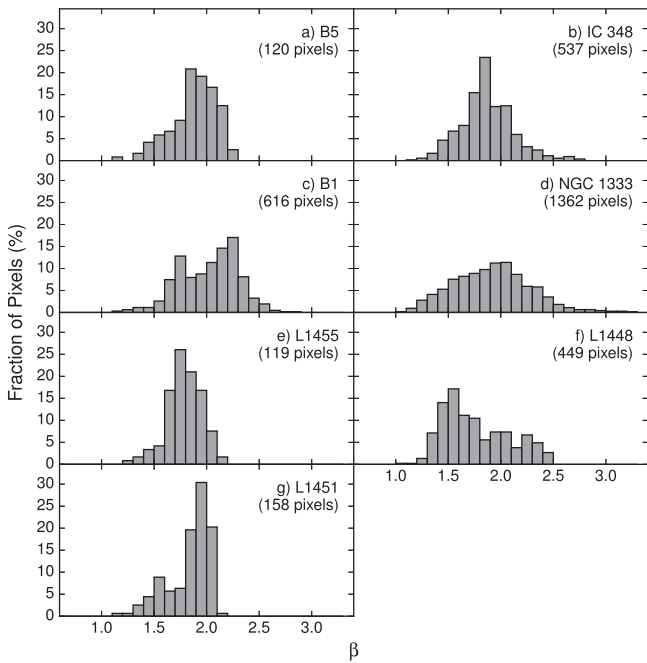 a) B5
(120 pixels)
b) IC 348
(537 pixels)
c) B1
(616 pixels)
d) NGC 1333
(1362 pixels)
e) L1455
(119 pixels)
f) L1448
(449 pixels)
g) L1451
(158 pixels)
Fraction of Pixels (%)
30
25
20
15
10
5
0
30
25
20
15
10
5
0
30
25
20
15
10
5
0
30
25
20
15
10
5
0
1.0 1.5 2.0 2.5 3.0
1.0 1.5 2.0 2.5 3.0
β